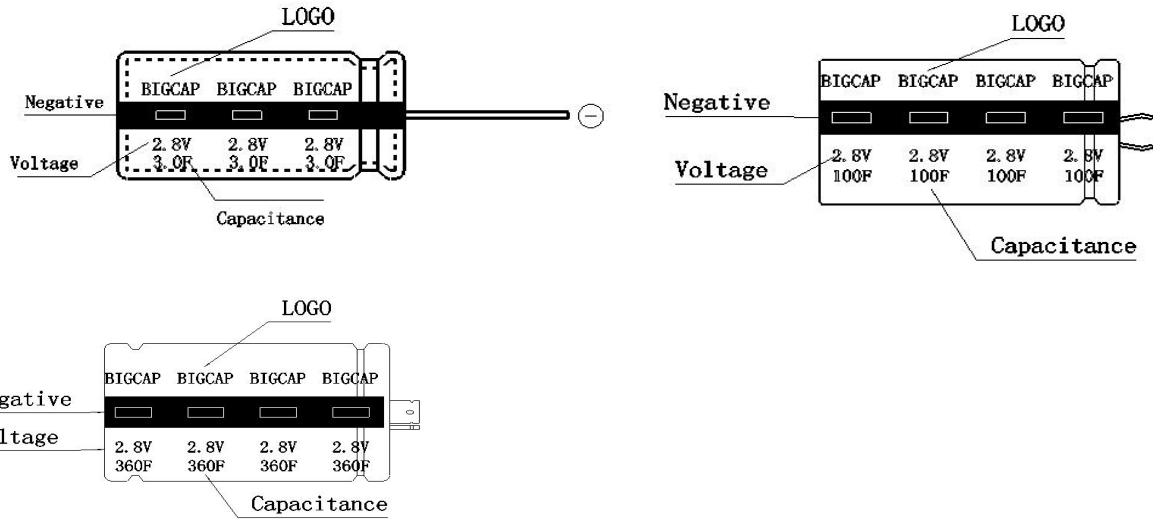 LOGO
BIGCAP BIGCAP BIGCAP
Negative
2.8V 2.8V 2.8V
3.0F 3.0F 3.0F
Voltage
Capacitance
LOGO
BIGCAP BIGCAP BIGCAP BIGCAP
Negative
2.8V 2.8V 2.8V 2.8V
100F 100F 100F 100F
Voltage
Capacitance
LOGO
BIGCAP BIGCAP BIGCAP BIGCAP
gative
ltage
2.8V 2.8V 2.8V 2.8V
360F 360F 360F 360F
Capacitance